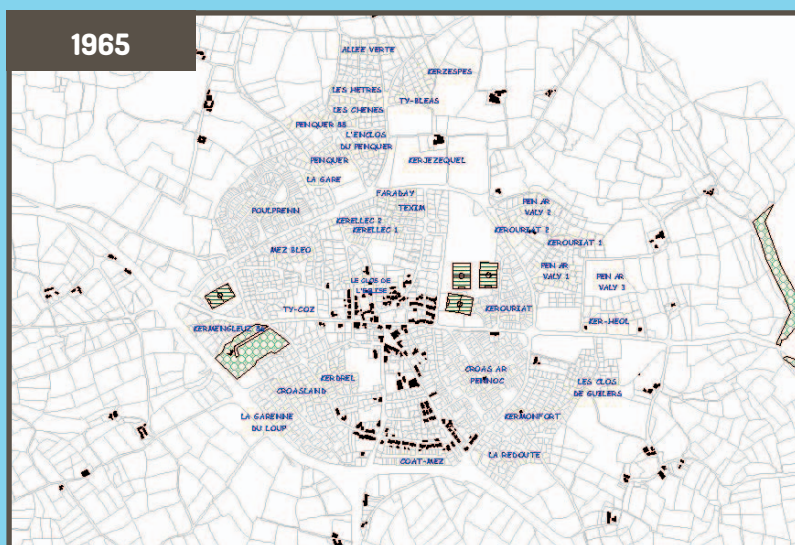 1965
ALLEE VERTE
KERZESPES
LES HETRES
TY-BLEAS
LES CHENES
PENQUER BB
L'ENCLOS
DU PENQUER
PENQUER
KERJEZEQUEL
LA GARE
FARADAY
TEXIM
PEN AR
VALY 2
POULPRENN
KERELLEC 2
KERELLEC 1
KEROURIAT 2
KEROURIAT 1
MEZ BLEO
PEN AR
VALY 1
PEN AR
VALY 3
LE CLOS DE
L'EGLISE
TY-COZ
KEROURIAT
KERMENGLEUZ
KER-HEOL
CROAS AR
PENNOC
KERDREL
CROASLAND
LES CLOS
DE GUILERS
LA GARENNE
DU LOUP
KERMONFORT
COAT-MEZ
LA REDOUTE